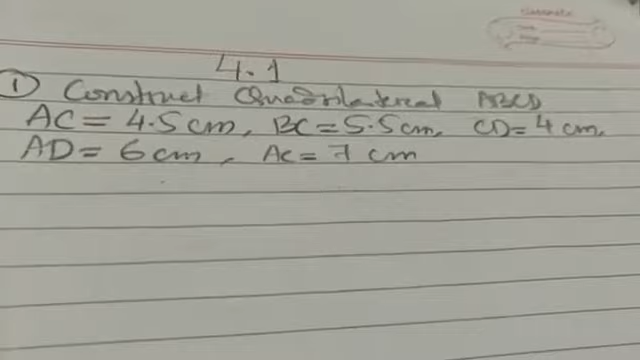 4.1
① Construct Quadrilateral ABCD
AC = 4.5 cm, BC = 5.5 cm, CD = 4 cm.
AD = 6 cm, AC = 7 cm